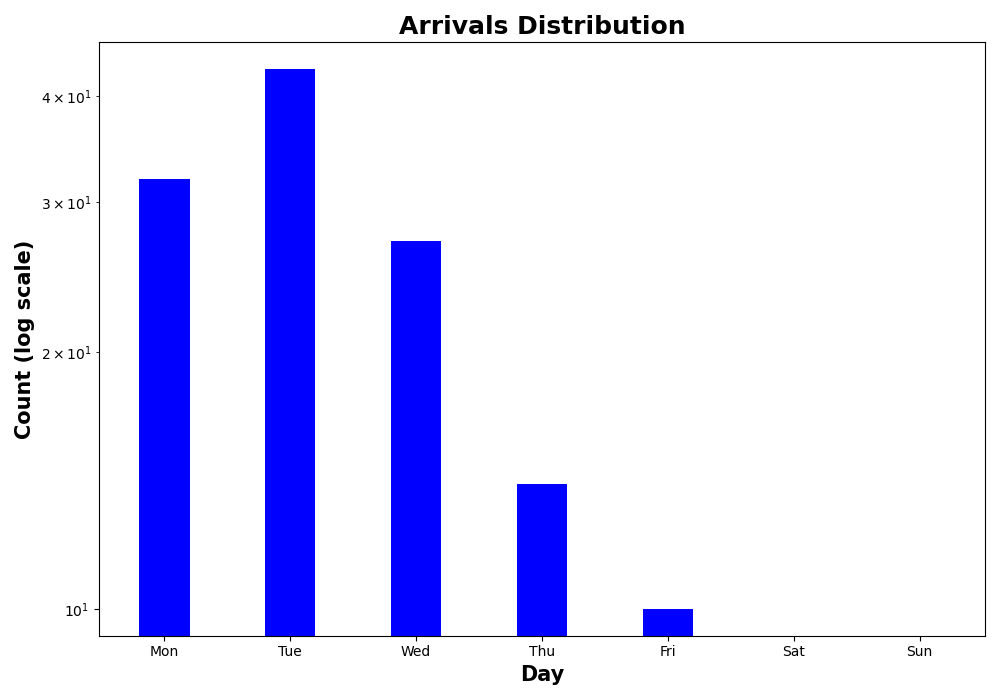 Arrivals Distribution
Count (log scale)
4 × 10¹
3 × 10¹
2 × 10¹
10¹
Mon Tue Wed Thu Fri Sat Sun
Day